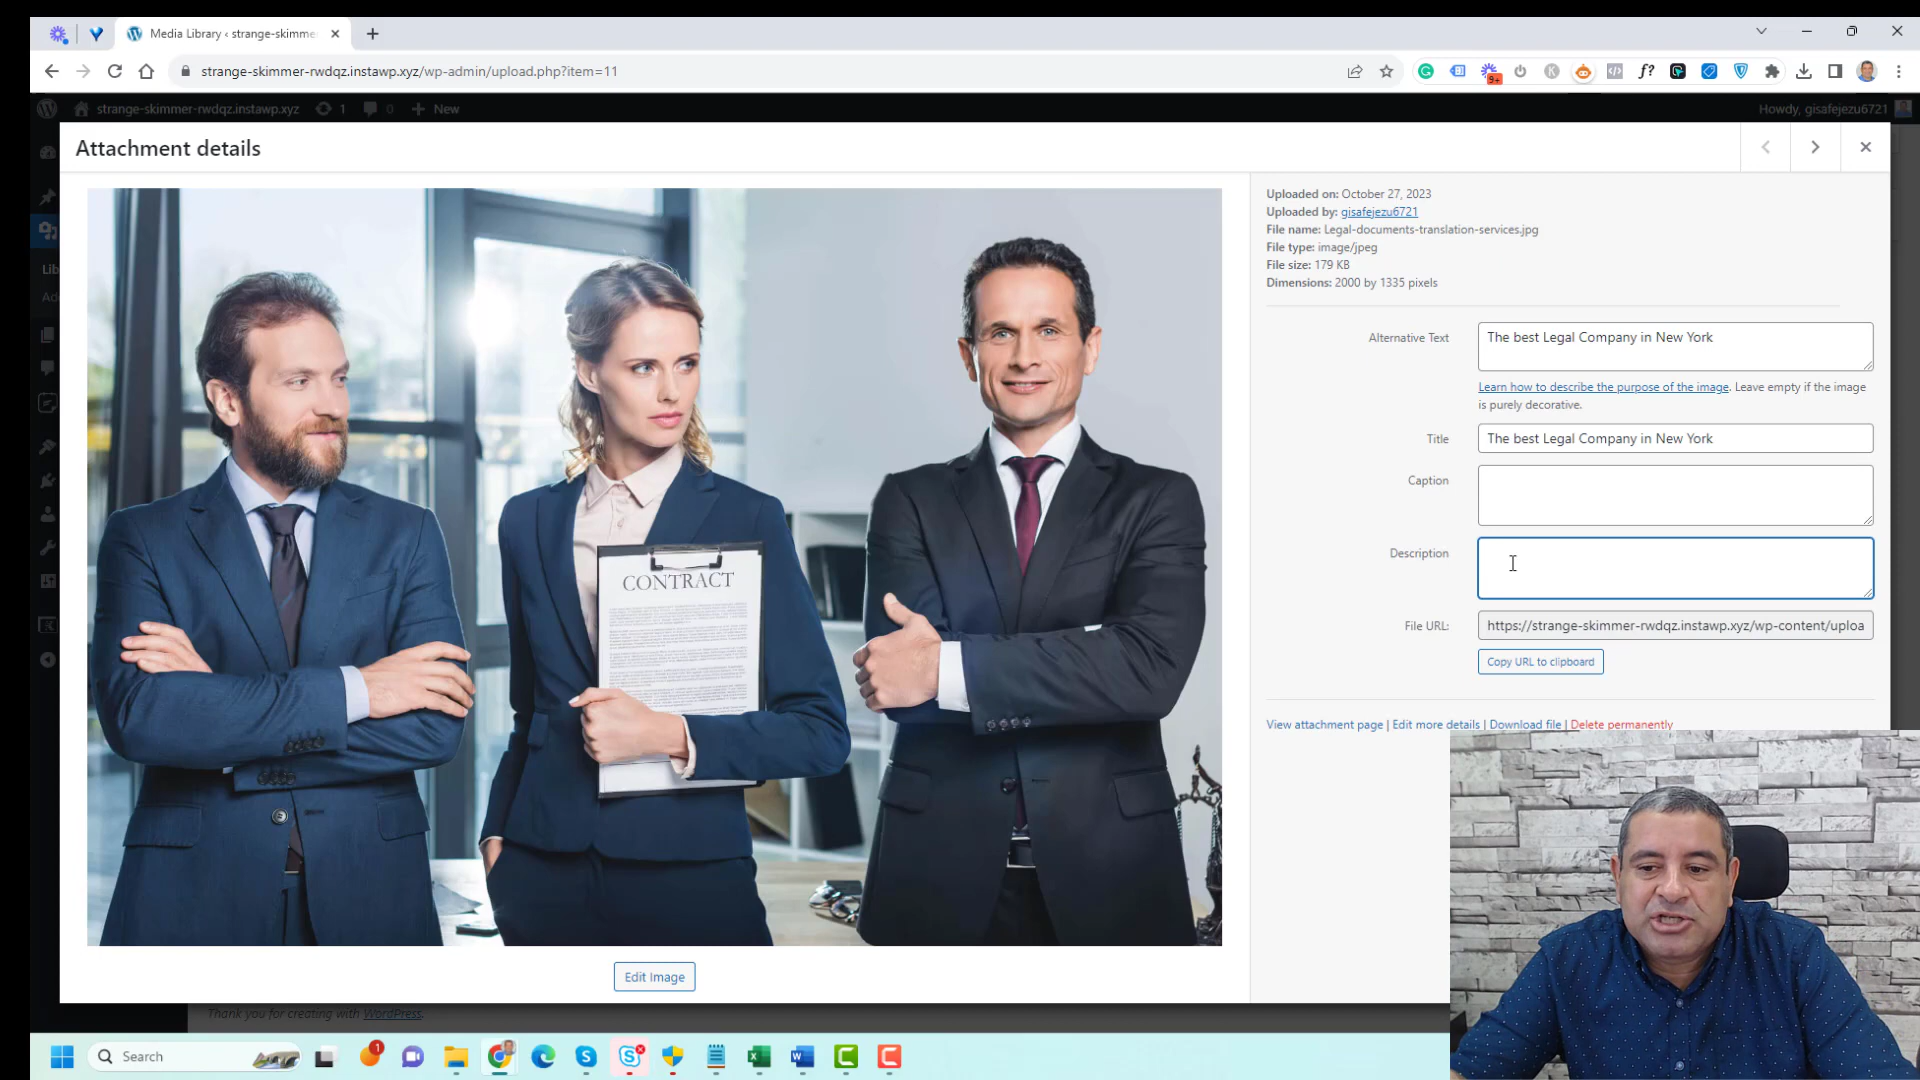 Media Library ‹ strange-skimme
strange-skimmer-rwdqz.instawp.xyz/wp-admin/upload.php?item=11
9+
f?
strange-skimmer-rwdqz.instawp.xyz 1 0 New
Howdy, gisafejezu6721
Attachment details
Uploaded on: October 27, 2023
Uploaded by: gisafejezu6721
File name: Legal-documents-translation-services.jpg
File type: image/jpeg
File size: 179 KB
Dimensions: 2000 by 1335 pixels
Lib
Ad
Alternative Text
The best Legal Company in New York
Learn how to describe the purpose of the image. Leave empty if the image
is purely decorative.
Title
The best Legal Company in New York
Caption
Description
CONTRACT
File URL:
https://strange-skimmer-rwdqz.instawp.xyz/wp-content/uploa
Copy URL to clipboard
View attachment page | Edit more details | Download file | Delete permanently
Edit Image
Thank you for creating with WordPress.
Search
1